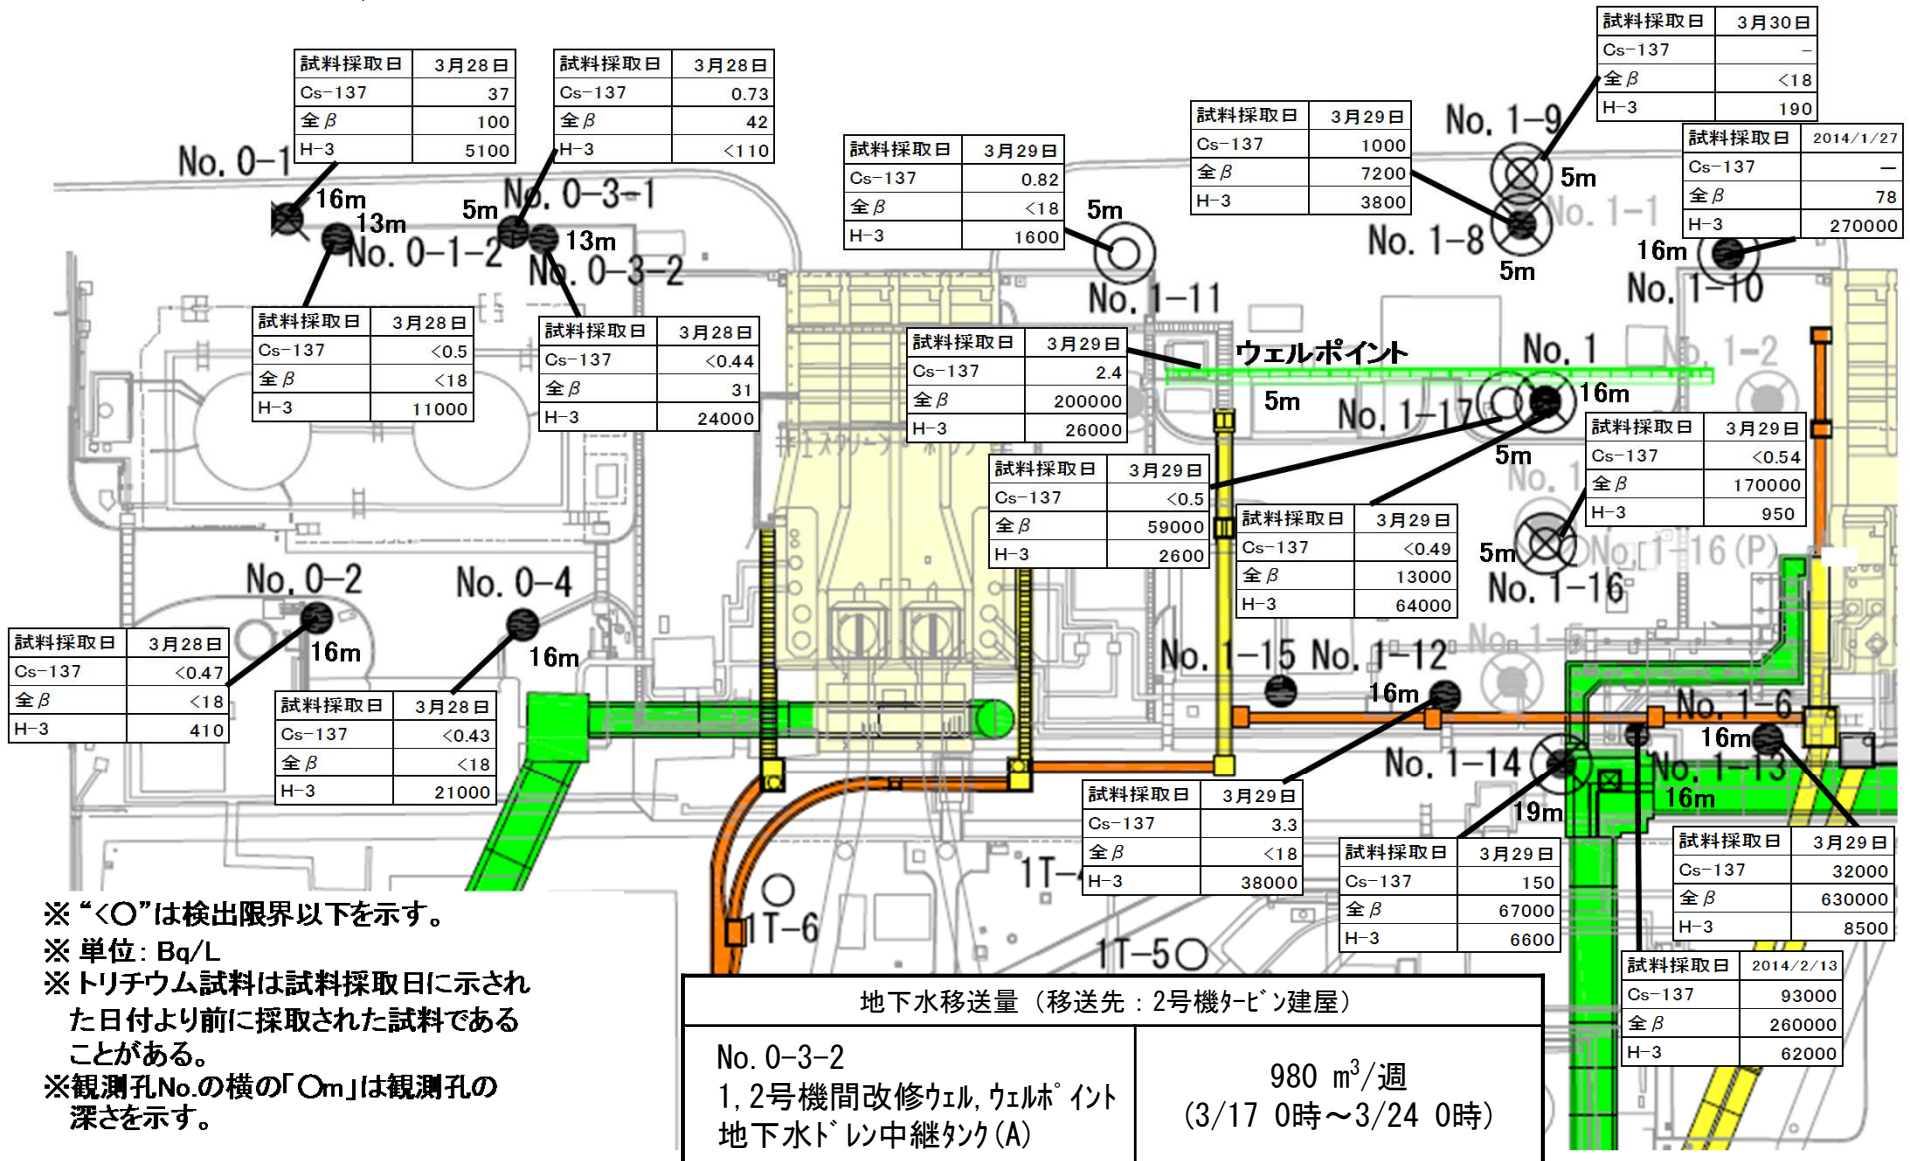 試料採取日 3月30日
Cs-137 -
全β <18
H-3 190
試料採取日 3月28日
Cs-137 37
全β 100
H-3 5100
試料採取日 3月28日
Cs-137 0.73
全β 42
H-3 <110
試料採取日 3月29日
Cs-137 1000
全β 7200
H-3 3800
試料採取日 2014/1/27
Cs-137 —
全β 78
H-3 270000
試料採取日 3月29日
Cs-137 0.82
全β <18
H-3 1600
No. 0-1
16m
13m
No. 0-1-2
5m
No. 0-3-1
13m
No. 0-3-2
5m
No. 1-11
No. 1-9
5m
No. 1-1
No. 1-8
5m
16m
No. 1-10
試料採取日 3月28日
Cs-137 <0.5
全β <18
H-3 11000
試料採取日 3月28日
Cs-137 <0.44
全β 31
H-3 24000
試料採取日 3月29日
Cs-137 2.4
全β 200000
H-3 26000
ウェルポイント
5m
No. 1
No. 1-2
16m
No. 1-17
5m
試料採取日 3月29日
Cs-137 <0.54
全β 170000
H-3 950
試料採取日 3月29日
Cs-137 <0.5
全β 59000
H-3 2600
試料採取日 3月29日
Cs-137 <0.49
全β 13000
H-3 64000
No. 1
5m
No. 1-16(P)
No. 1-16
No. 0-2
16m
No. 0-4
16m
試料採取日 3月28日
Cs-137 <0.47
全β <18
H-3 410
試料採取日 3月28日
Cs-137 <0.43
全β <18
H-3 21000
No. 1-15
No. 1-12
16m
No. 1-5
No. 1-6
16m
No. 1-14
19m
No. 1-13
16m
試料採取日 3月29日
Cs-137 3.3
全β <18
H-3 38000
試料採取日 3月29日
Cs-137 150
全β 67000
H-3 6600
試料採取日 3月29日
Cs-137 32000
全β 630000
H-3 8500
試料採取日 2014/2/13
Cs-137 93000
全β 260000
H-3 62000
1T-6
1T-5
※ “<○”は検出限界以下を示す。
※ 単位: Bq/L
※ トリチウム試料は試料採取日に示され
た日付より前に採取された試料である
ことがある。
※観測孔No.の横の「○m」は観測孔の
深さを示す。
地下水移送量（移送先：2号機ﾀｰﾋﾞﾝ建屋）
No. 0-3-2
1, 2号機間改修ｳｪﾙ, ｳｪﾙﾎﾟｲﾝﾄ
地下水ﾄﾞﾚﾝ中継ﾀﾝｸ(A)
980 m³/週
(3/17 0時～3/24 0時)